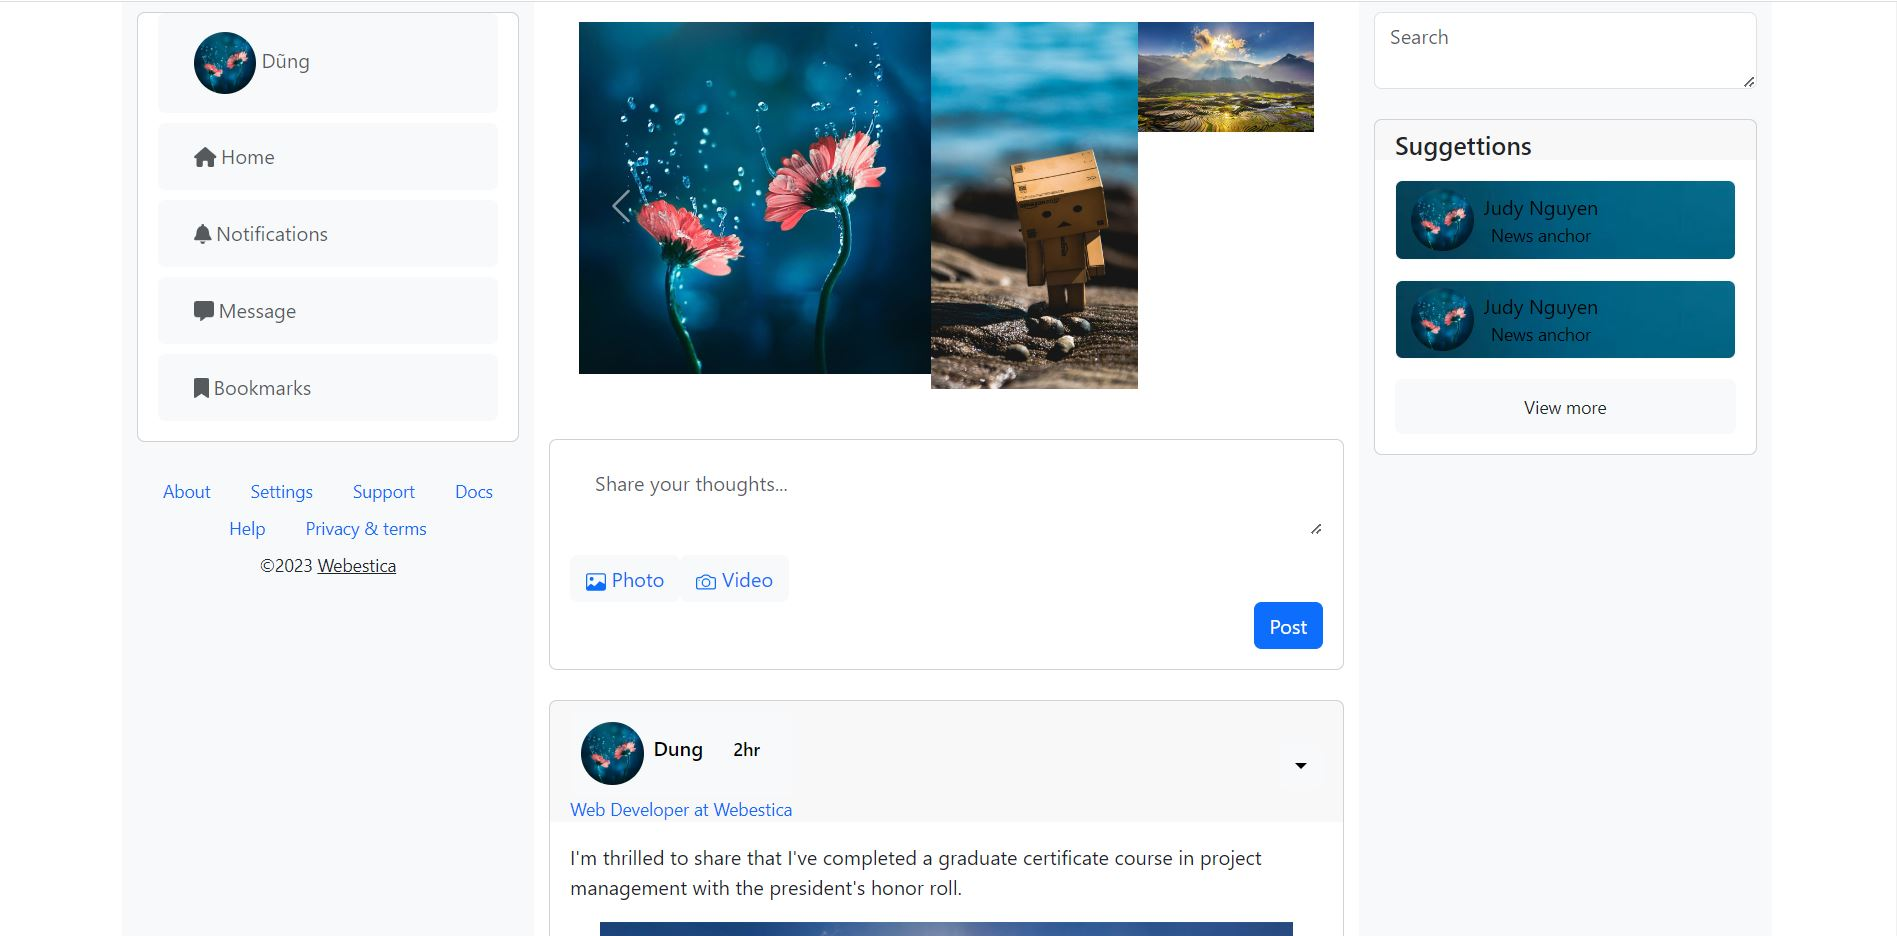 Dũng
Home
Notifications
Message
Bookmarks
About Settings Support Docs
Help Privacy & terms
©2023 Webestica
Share your thoughts...
Photo Video
Post
Dung 2hr
Web Developer at Webestica
I'm thrilled to share that I've completed a graduate certificate course in project
management with the president's honor roll.
Search
Suggettions
Judy Nguyen
News anchor
Judy Nguyen
News anchor
View more